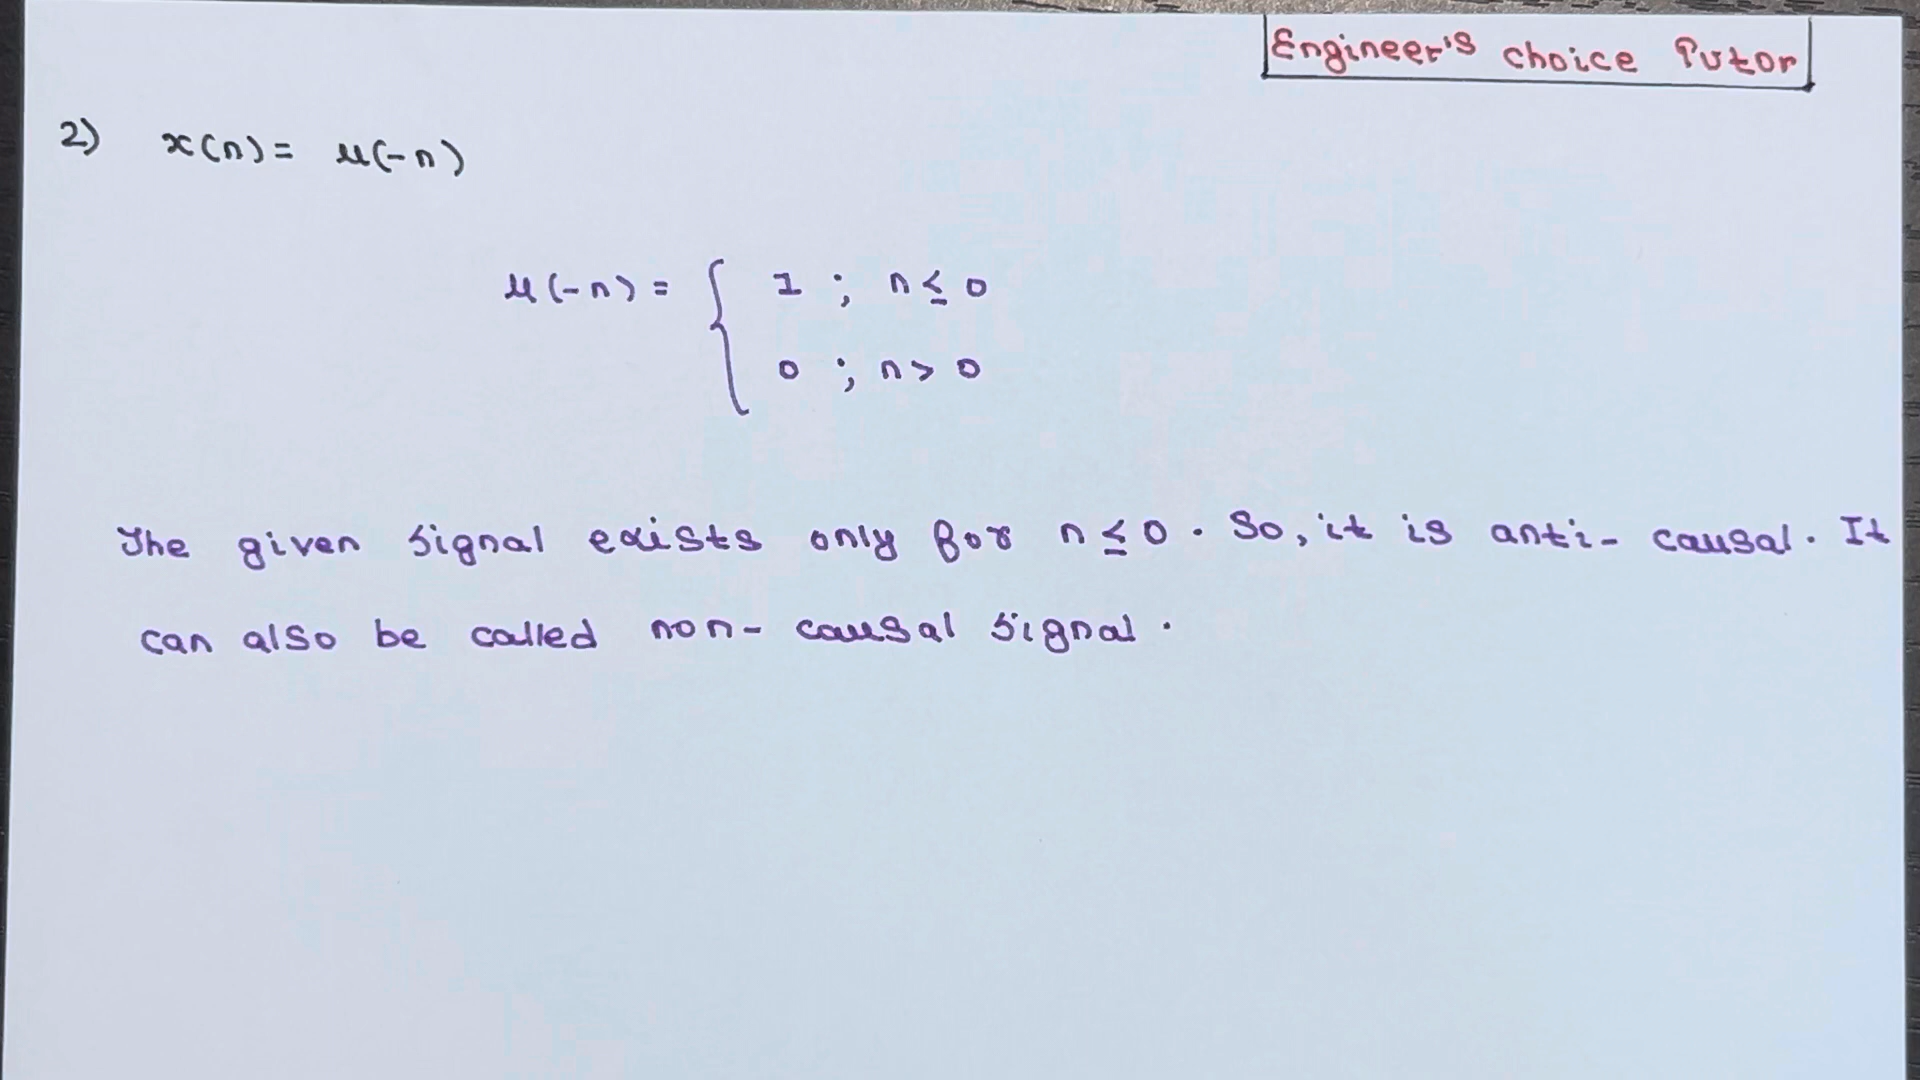 Engineer's choice Tutor
2) x(n) = u(-n)
u(-n) = { 1 ; n ≤ 0
0 ; n > 0
The given signal exists only for n ≤ 0. So, it is anti-causal. It
can also be called non-causal signal.